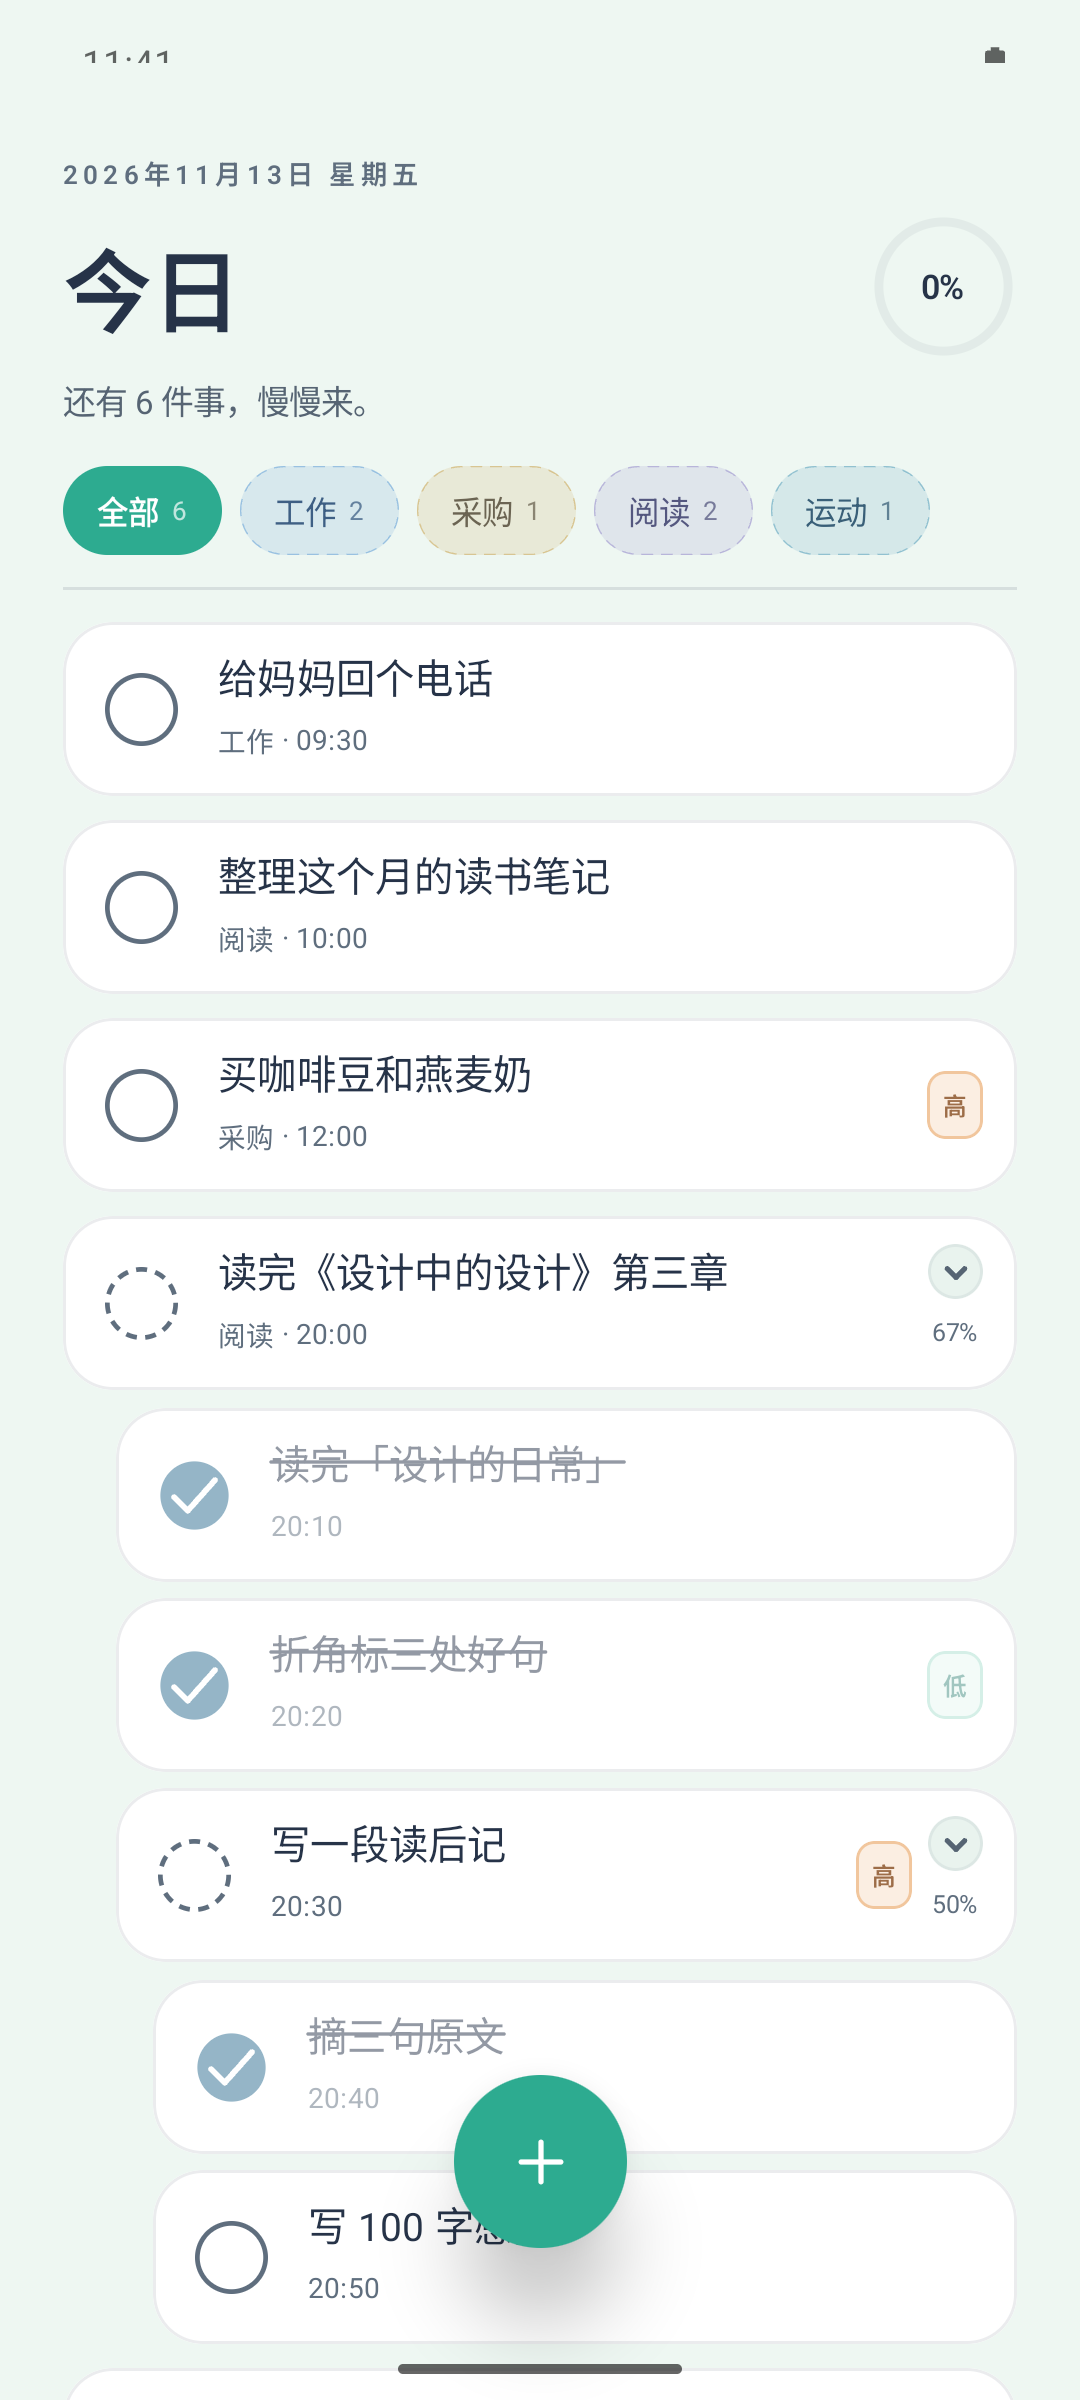 11:41
2026年11月13日 星期五
今日
0%
还有 6 件事，慢慢来。
全部 6
工作 2
采购 1
阅读 2
运动 1
给妈妈回个电话
工作 · 09:30
整理这个月的读书笔记
阅读 · 10:00
买咖啡豆和燕麦奶
采购 · 12:00
高
读完《设计中的设计》第三章
阅读 · 20:00
67%
读完「设计的日常」
20:10
折角标三处好句
20:20
低
写一段读后记
20:30
高
50%
摘三句原文
20:40
写 100 字
20:50